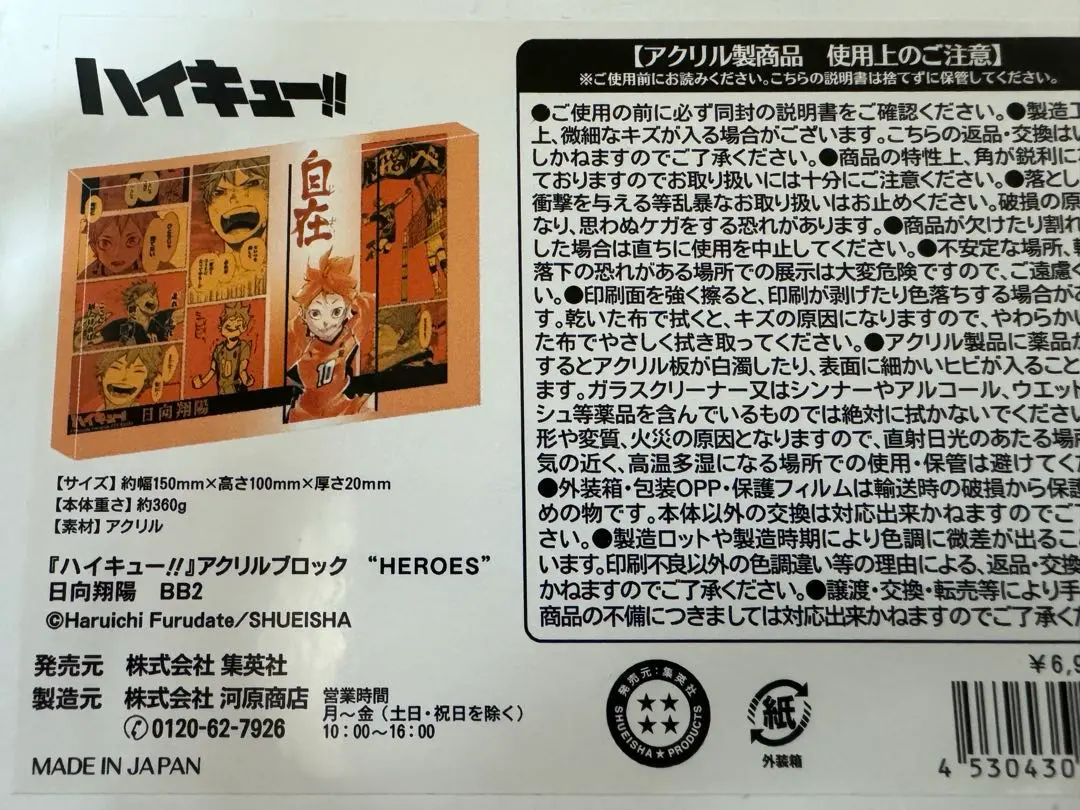 ハイキュー!!
自在
飛べ
10
ハイキュー!! 日向翔陽
【サイズ】約幅150mm×高さ100mm×厚さ20mm
【本体重さ】約360g
【素材】アクリル
『ハイキュー!!』アクリルブロック “HEROES”
日向翔陽 BB2
©Haruichi Furudate/SHUEISHA
発売元 株式会社 集英社
製造元 株式会社 河原商店
0120-62-7926
営業時間
月〜金（土日・祝日を除く）
10：00〜16：00
MADE IN JAPAN
【アクリル製商品 使用上のご注意】
※ご使用前にお読みください。こちらの説明書は捨てずに保管してください。
●ご使用の前に必ず同封の説明書をご確認ください。●製造工
上、微細なキズが入る場合がございます。こちらの返品・交換はい
しかねますのでご了承ください。●商品の特性上、角が鋭利に
ておりますのでお取り扱いには十分にご注意ください。●落とし
衝撃を与える等乱暴なお取り扱いはお止めください。破損の原
なり、思わぬケガをする恐れがあります。●商品が欠けたり割れ
した場合は直ちに使用を中止してください。●不安定な場所、
落下の恐れがある場所での展示は大変危険ですので、ご遠慮く
い。●印刷面を強く擦ると、印刷が剥げたり色落ちする場合が
す。乾いた布で拭くと、キズの原因になりますので、やわらかい
た布でやさしく拭き取ってください。●アクリル製品に薬品が
するとアクリル板が白濁したり、表面に細かいヒビが入ること
ます。ガラスクリーナー又はシンナーやアルコール、ウエット
シュ等薬品を含んでいるものでは絶対に拭かないでください
形や変質、火災の原因となりますので、直射日光のあたる場所
気の近く、高温多湿になる場所での使用・保管は避けてくだ
●外装箱・包装OPP・保護フィルムは輸送時の破損から保護
めの物です。本体以外の交換は対応出来かねますのでご了
さい。●製造ロットや製造時期により色調に微差が出るこ
います。印刷不良以外の色調違い等の理由による、返品・交換
かねますのでご了承ください。●譲渡・交換・転売等により手
商品の不備につきましては対応出来かねますのでご了承くだ
発売元：集英社
SHUEISHA★PRODUCTS
紙
外装箱
￥6,9
4 530430